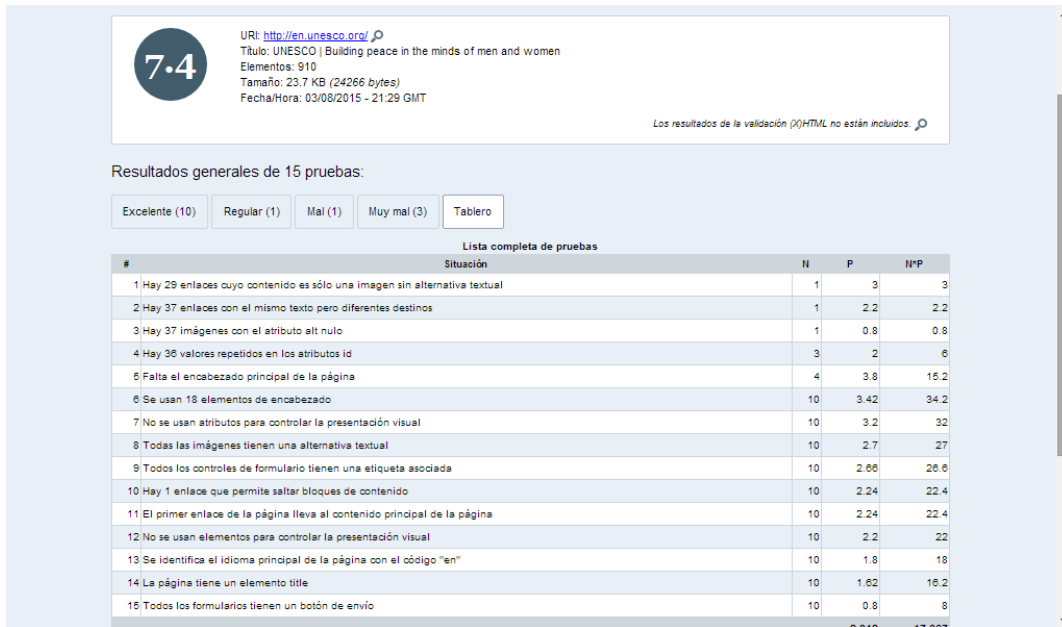 7.4
URI: http://en.unesco.org/
Título: UNESCO | Building peace in the minds of men and women
Elementos: 910
Tamaño: 23.7 KB (24266 bytes)
Fecha/Hora: 03/08/2015 - 21:29 GMT
Los resultados de la validación (X)HTML no están incluidos.
Resultados generales de 15 pruebas:
Excelente (10) Regular (1) Mal (1) Muy mal (3) Tablero
Lista completa de pruebas
# Situación N P N*P
1 Hay 29 enlaces cuyo contenido es sólo una imagen sin alternativa textual 1 3 3
2 Hay 37 enlaces con el mismo texto pero diferentes destinos 1 2.2 2.2
3 Hay 37 imágenes con el atributo alt nulo 1 0.8 0.8
4 Hay 36 valores repetidos en los atributos id 3 2 6
5 Falta el encabezado principal de la página 4 3.8 15.2
6 Se usan 18 elementos de encabezado 10 3.42 34.2
7 No se usan atributos para controlar la presentación visual 10 3.2 32
8 Todas las imágenes tienen una alternativa textual 10 2.7 27
9 Todos los controles de formulario tienen una etiqueta asociada 10 2.66 26.6
10 Hay 1 enlace que permite saltar bloques de contenido 10 2.24 22.4
11 El primer enlace de la página lleva al contenido principal de la página 10 2.24 22.4
12 No se usan elementos para controlar la presentación visual 10 2.2 22
13 Se identifica el idioma principal de la página con el código "en" 10 1.8 18
14 La página tiene un elemento title 10 1.62 16.2
15 Todos los formularios tienen un botón de envío 10 0.8 8